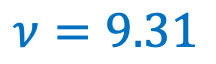 ν = 9.31